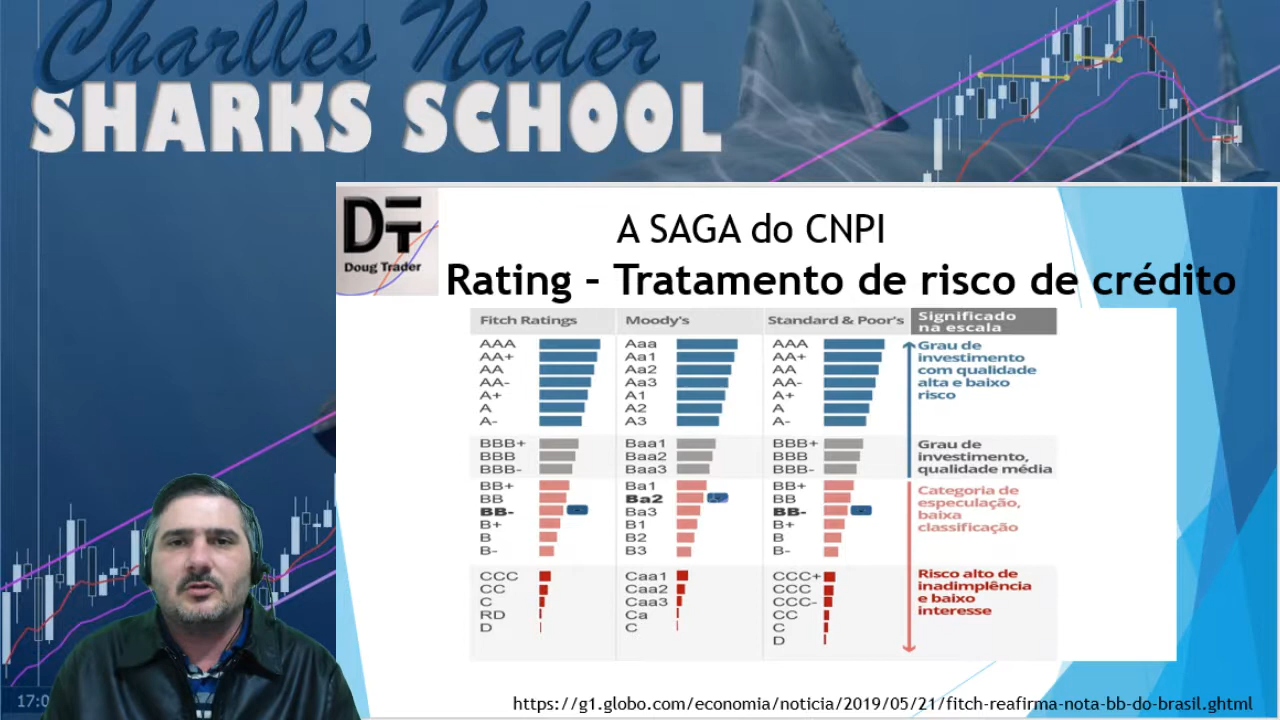 Charlles Nader
SHARKS SCHOOL
DT
Doug Trader
A SAGA do CNPI
Rating – Tratamento de risco de crédito
Fitch Ratings
AAA
AA+
AA
AA-
A+
A
A-
BBB+
BBB
BBB-
BB+
BB
BB-
B+
B
B-
CCC
CC
C
RD
D
Moody's
Aaa
Aa1
Aa2
Aa3
A1
A2
A3
Baa1
Baa2
Baa3
Ba1
Ba2
Ba3
B1
B2
B3
Caa1
Caa2
Caa3
Ca
C
Standard & Poor's
AAA
AA+
AA
AA-
A+
A
A-
BBB+
BBB
BBB-
BB+
BB
BB-
B+
B
B-
CCC+
CCC
CCC-
CC
C
D
Significado
na escala
Grau de
investimento
com qualidade
alta e baixo
risco
Grau de
investimento,
qualidade média
Categoria de
especulação,
baixa
classificação
Risco alto de
inadimplência
e baixo
interesse
https://g1.globo.com/economia/noticia/2019/05/21/fitch-reafirma-nota-bb-do-brasil.ghtml